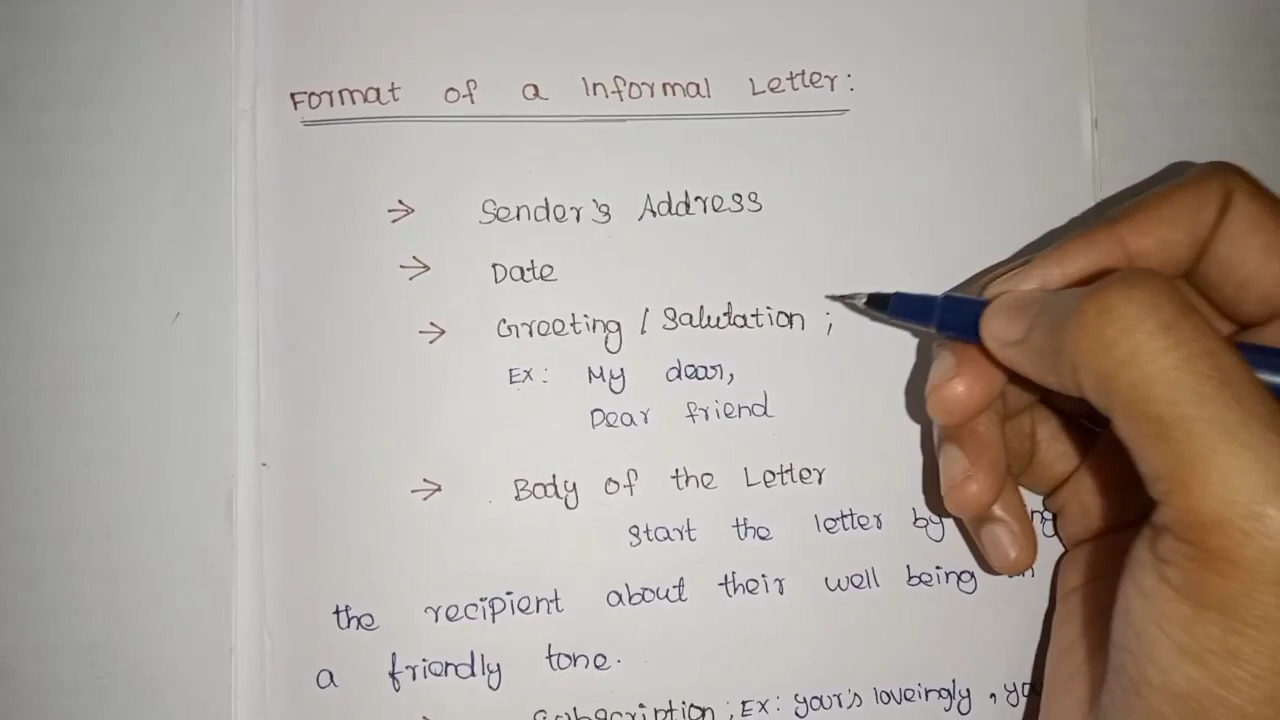 Format of a Informal Letter:
→ Sender's Address
→ Date
→ Greeting / Salutation ;
Ex: My dear,
Dear friend
→ Body of the Letter
Start the letter by
the recipient about their well being
a friendly tone.
Subscription ; Ex: your's loveingly ,